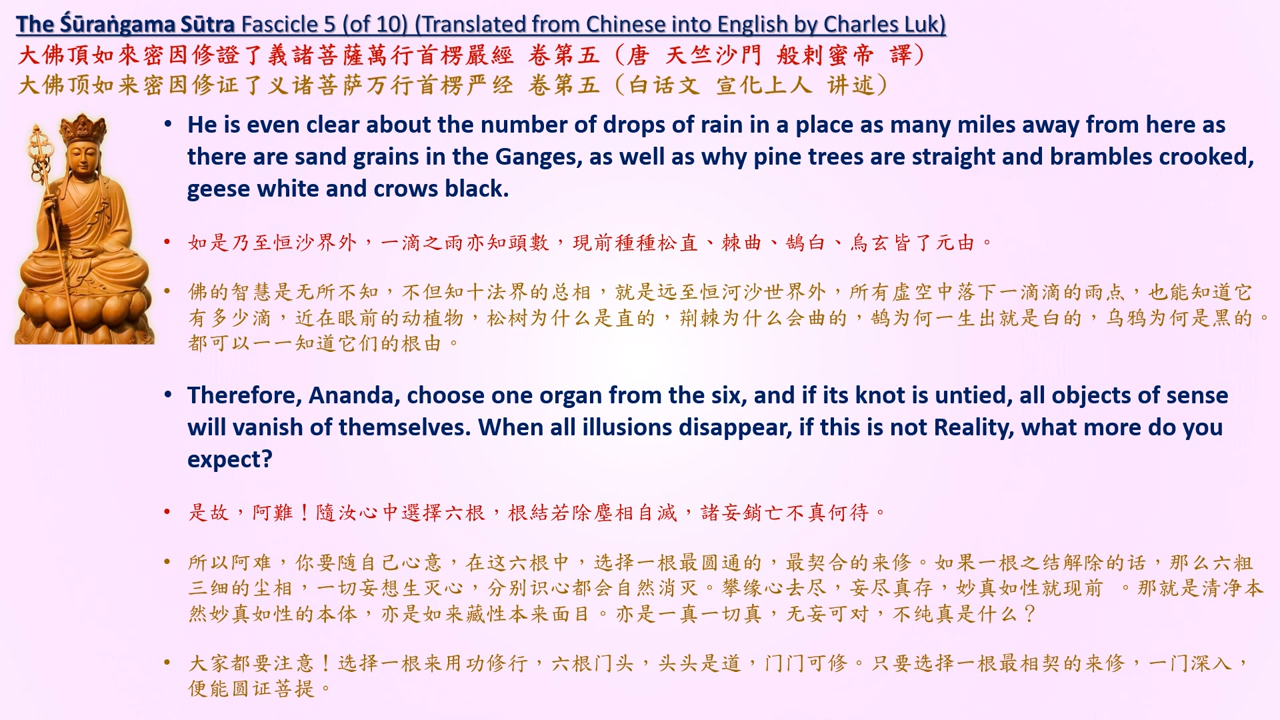 The Śūraṅgama Sūtra Fascicle 5 (of 10) (Translated from Chinese into English by Charles Luk)
大佛頂如來密因修證了義諸菩薩萬行首楞嚴經 卷第五（唐 天竺沙門 般剌蜜帝 譯）
大佛顶如来密因修证了义诸菩萨万行首楞严经 卷第五（白话文 宣化上人 讲述）
• He is even clear about the number of drops of rain in a place as many miles away from here as
there are sand grains in the Ganges, as well as why pine trees are straight and brambles crooked,
geese white and crows black.
• 如是乃至恒沙界外，一滴之雨亦知頭數，現前種種松直、棘曲、鵠白、烏玄皆了元由。
• 佛的智慧是无所不知，不但知十法界的总相，就是远至恒河沙世界外，所有虚空中落下一滴滴的雨点，也能知道它
有多少滴，近在眼前的动植物，松树为什么是直的，荆棘为什么会曲的，鹄为何一生出就是白的，乌鸦为何是黑的。
都可以一一知道它们的根由。
• Therefore, Ananda, choose one organ from the six, and if its knot is untied, all objects of sense
will vanish of themselves. When all illusions disappear, if this is not Reality, what more do you
expect?
• 是故，阿難！隨汝心中選擇六根，根結若除塵相自滅，諸妄銷亡不真何待。
• 所以阿难，你要随自己心意，在这六根中，选择一根最圆通的，最契合的来修。如果一根之结解除的话，那么六粗
三细的尘相，一切妄想生灭心，分别识心都会自然消灭。攀缘心去尽，妄尽真存，妙真如性就现前 。那就是清净本
然妙真如性的本体，亦是如来藏性本来面目。亦是一真一切真，无妄可对，不纯真是什么？
• 大家都要注意！选择一根来用功修行，六根门头，头头是道，门门可修。只要选择一根最相契的来修，一门深入，
便能圆证菩提。